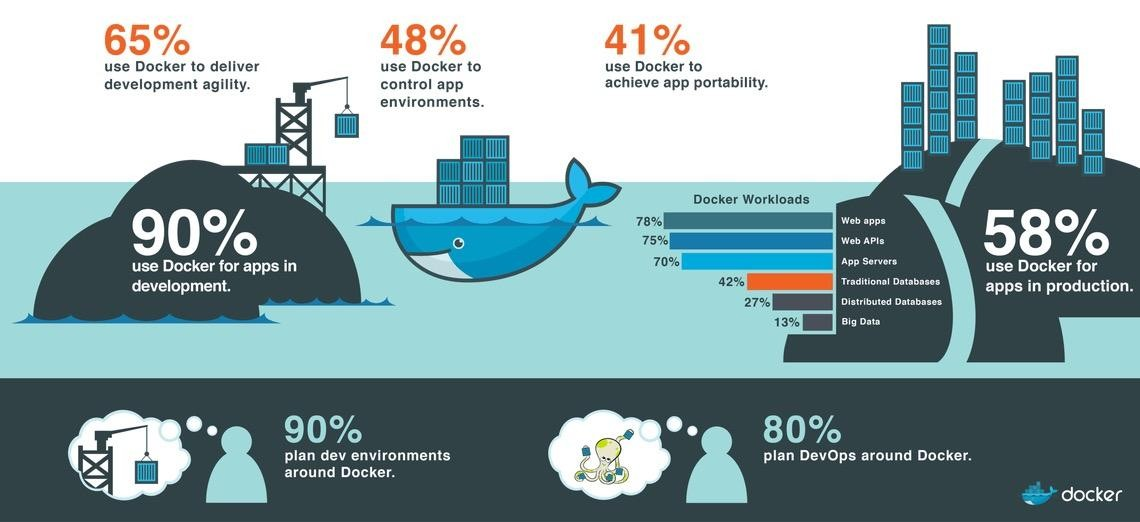 65%
use Docker to deliver
development agility.
48%
use Docker to
control app
environments.
41%
use Docker to
achieve app portability.
90%
use Docker for apps in
development.
Docker Workloads
78% Web apps
75% Web APIs
70% App Servers
42% Traditional Databases
27% Distributed Databases
13% Big Data
58%
use Docker for
apps in production.
90%
plan dev environments
around Docker.
80%
plan DevOps around Docker.
docker